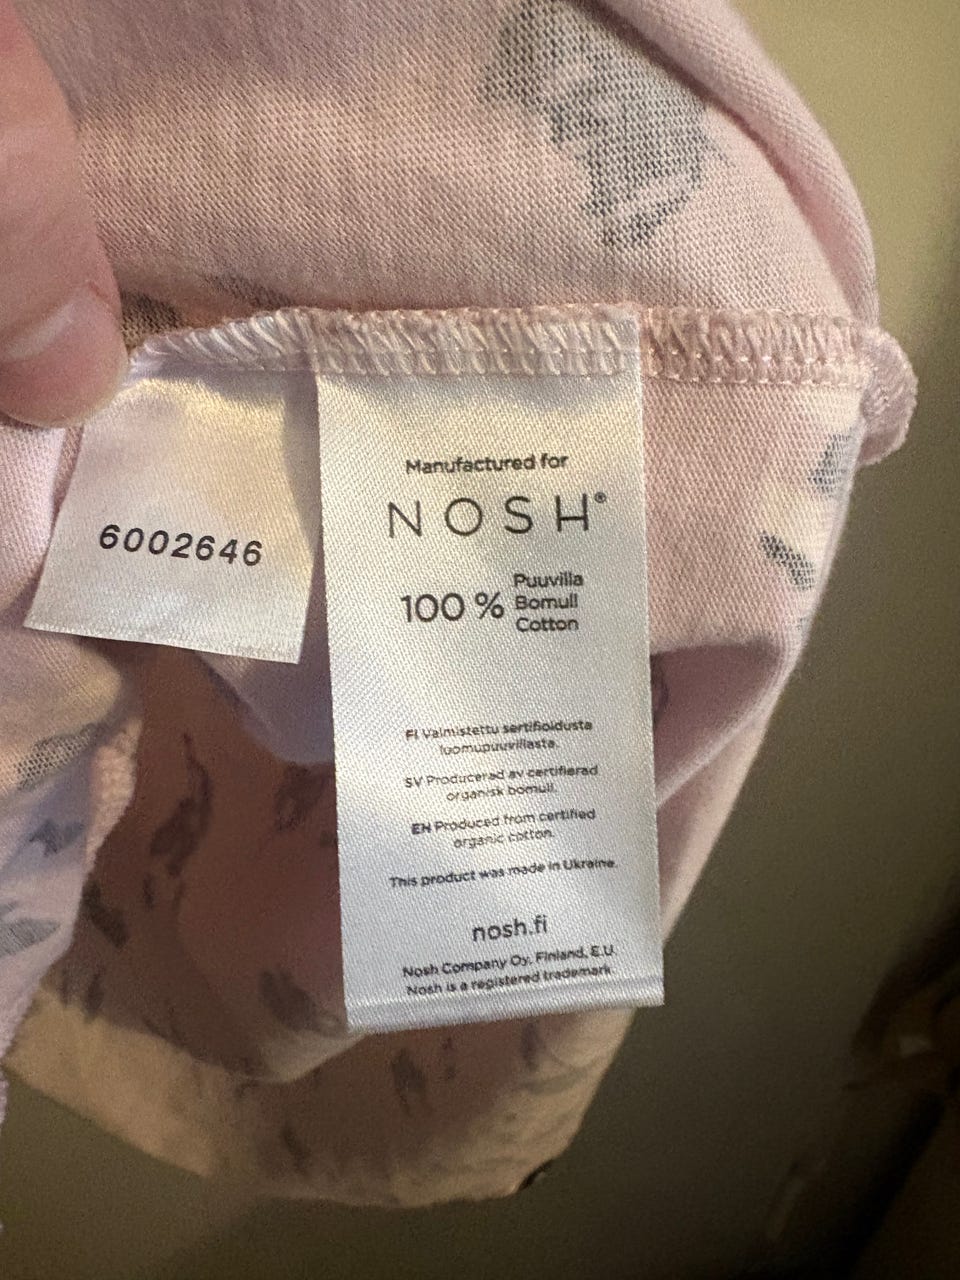 6002646
Manufactured for
NOSH®
100 % Puuvilla
Bomull
Cotton
FI Valmistettu sertifioidusta
luomupuuvillasta.
SV Producerad av certifierad
organisk bomull.
EN Produced from certified
organic cotton.
This product was made in Ukraine.
nosh.fi
Nosh Company Oy, Finland, E.U.
Nosh is a registered trademark